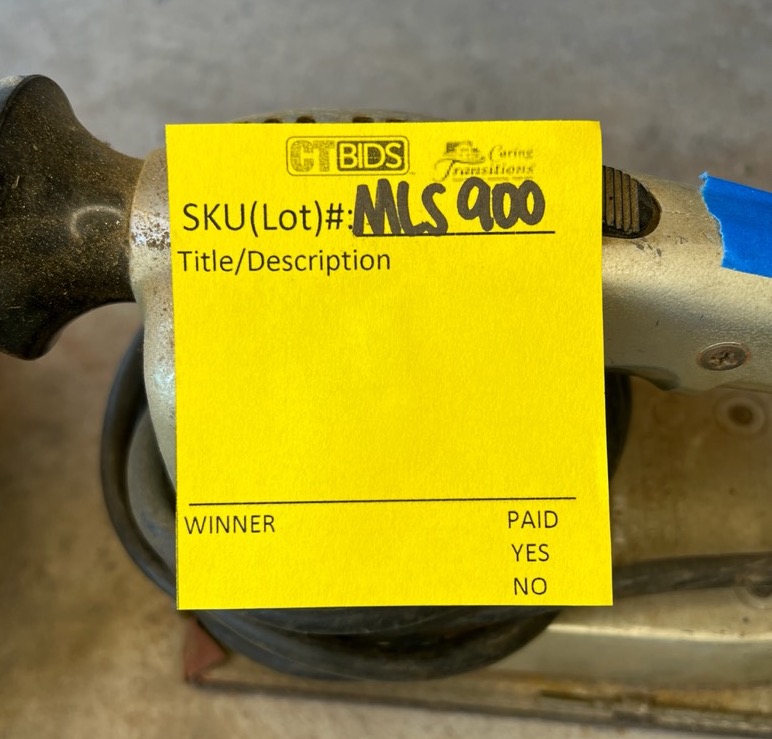 CTBIDS
Caring
Transitions
SKU(Lot)#: MLS 900
Title/Description
WINNER
PAID
YES
NO